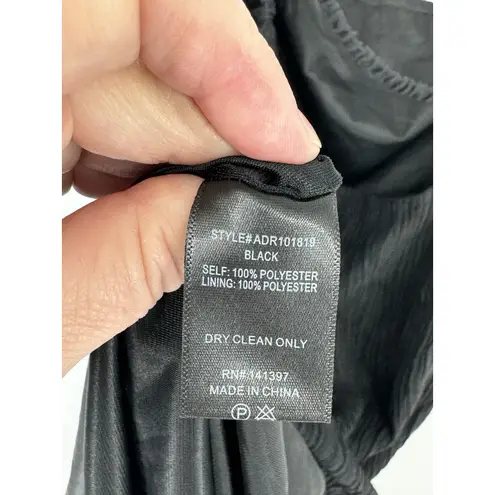 STYLE#ADR101819
BLACK
SELF: 100% POLYESTER
LINING: 100% POLYESTER
DRY CLEAN ONLY
RN# 141397
MADE IN CHINA
P